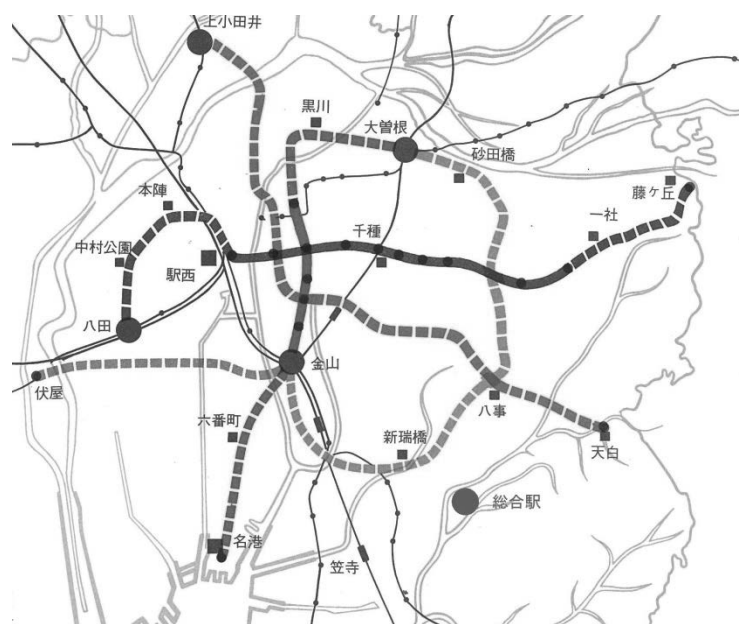 上小田井
黒川
大曽根
砂田橋
藤ヶ丘
本陣
一社
千種
中村公園
駅西
八田
金山
伏屋
六番町
八事
新瑞橋
天白
総合駅
名港
笠寺